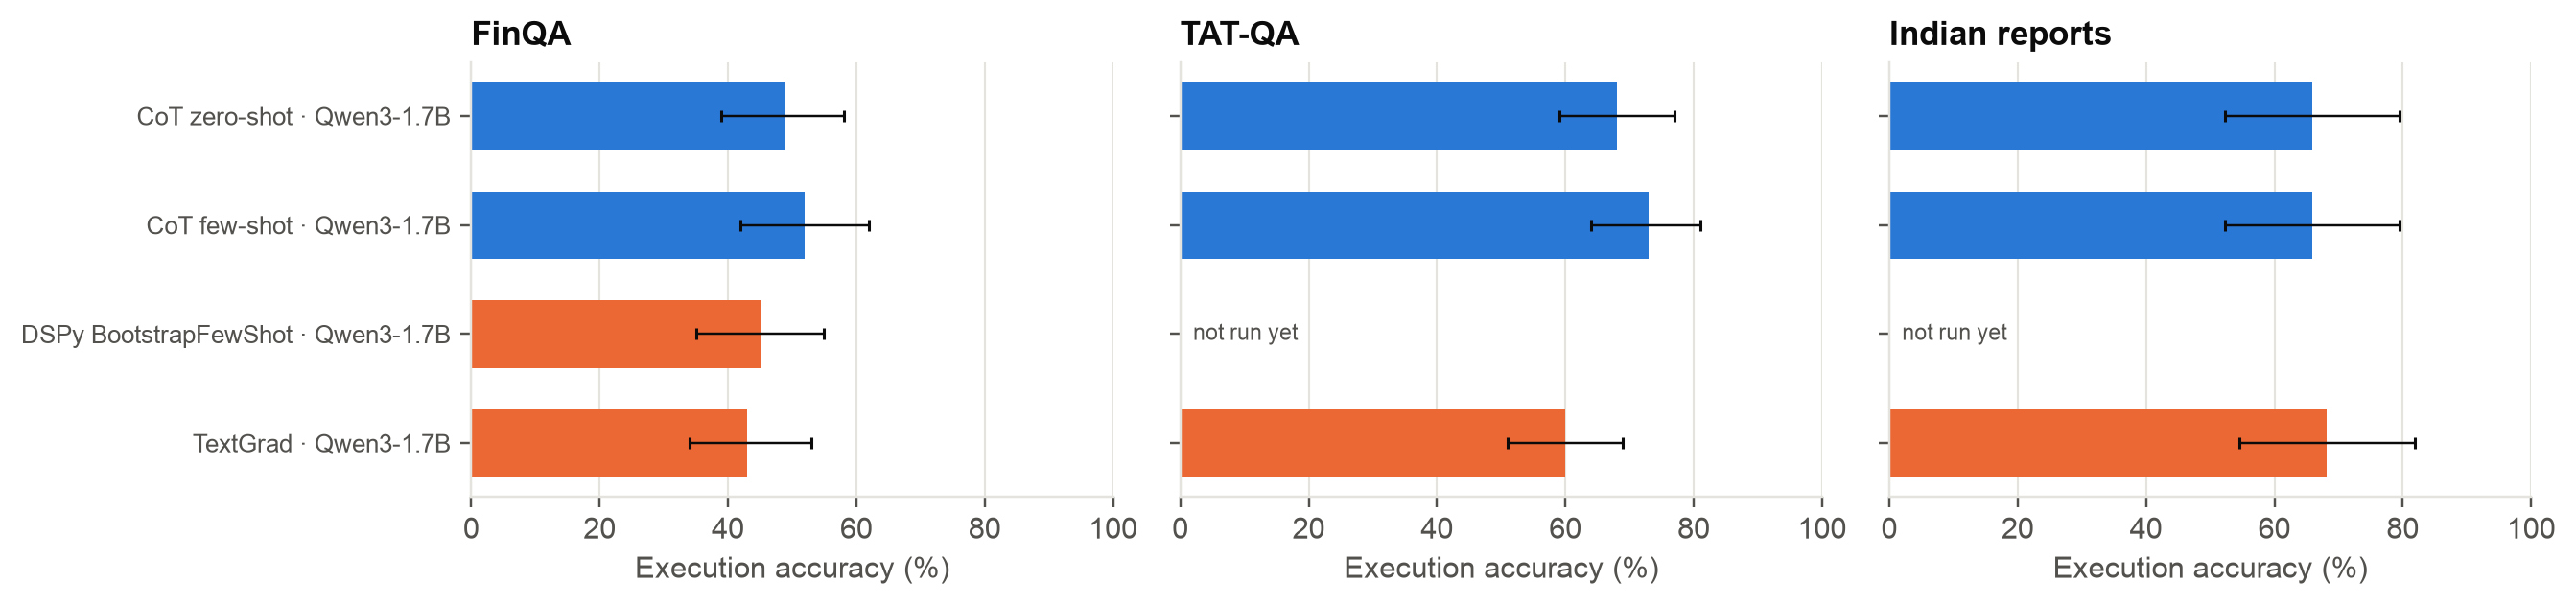 FinQA
TAT-QA
Indian reports
CoT zero-shot · Qwen3-1.7B
CoT few-shot · Qwen3-1.7B
DSPy BootstrapFewShot · Qwen3-1.7B
not run yet
not run yet
TextGrad · Qwen3-1.7B
0 20 40 60 80 100
0 20 40 60 80 100
0 20 40 60 80 100
Execution accuracy (%)
Execution accuracy (%)
Execution accuracy (%)